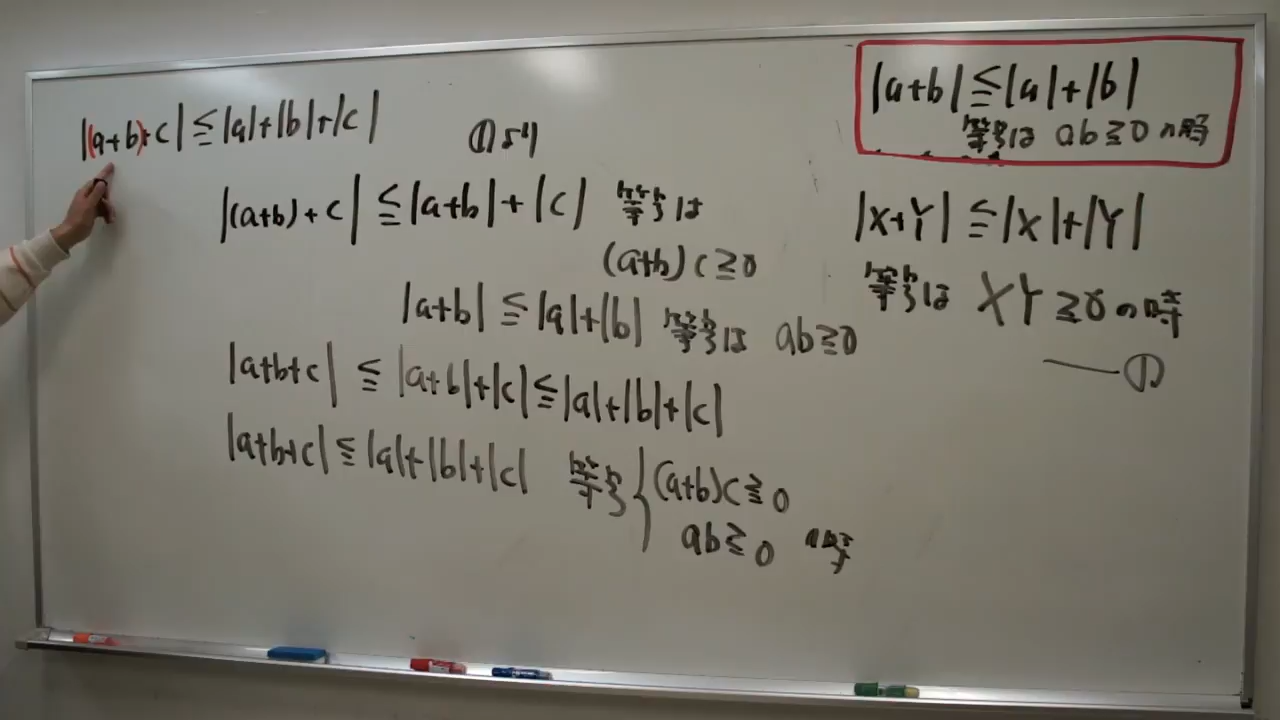 |(a+b)+c| ≦ |a|+|b|+|c|
①より
|(a+b)+c| ≦ |a+b|+|c| 等号は
(a+b)c≧0
|a+b| ≦ |a|+|b| 等号は ab≧0
|a+b+c| ≦ |a+b|+|c| ≦ |a|+|b|+|c|
|a+b+c| ≦ |a|+|b|+|c| 等号 { (a+b)c≧0
ab≧0 の時
|a+b| ≦ |a|+|b|
等号は ab≧0 の時
|X+Y| ≦ |X|+|Y|
等号は XY≧0 の時
①